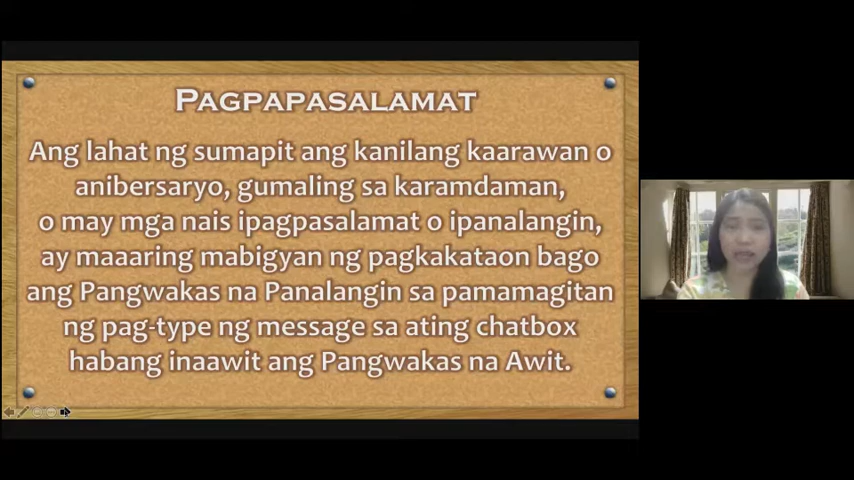 PAGPAPASALAMAT
Ang lahat ng sumapit ang kanilang kaarawan o
anibersaryo, gumaling sa karamdaman,
o may mga nais ipagpasalamat o ipanalangin,
ay maaaring mabigyan ng pagkakataon bago
ang Pangwakas na Panalangin sa pamamagitan
ng pag-type ng message sa ating chatbox
habang inaawit ang Pangwakas na Awit.